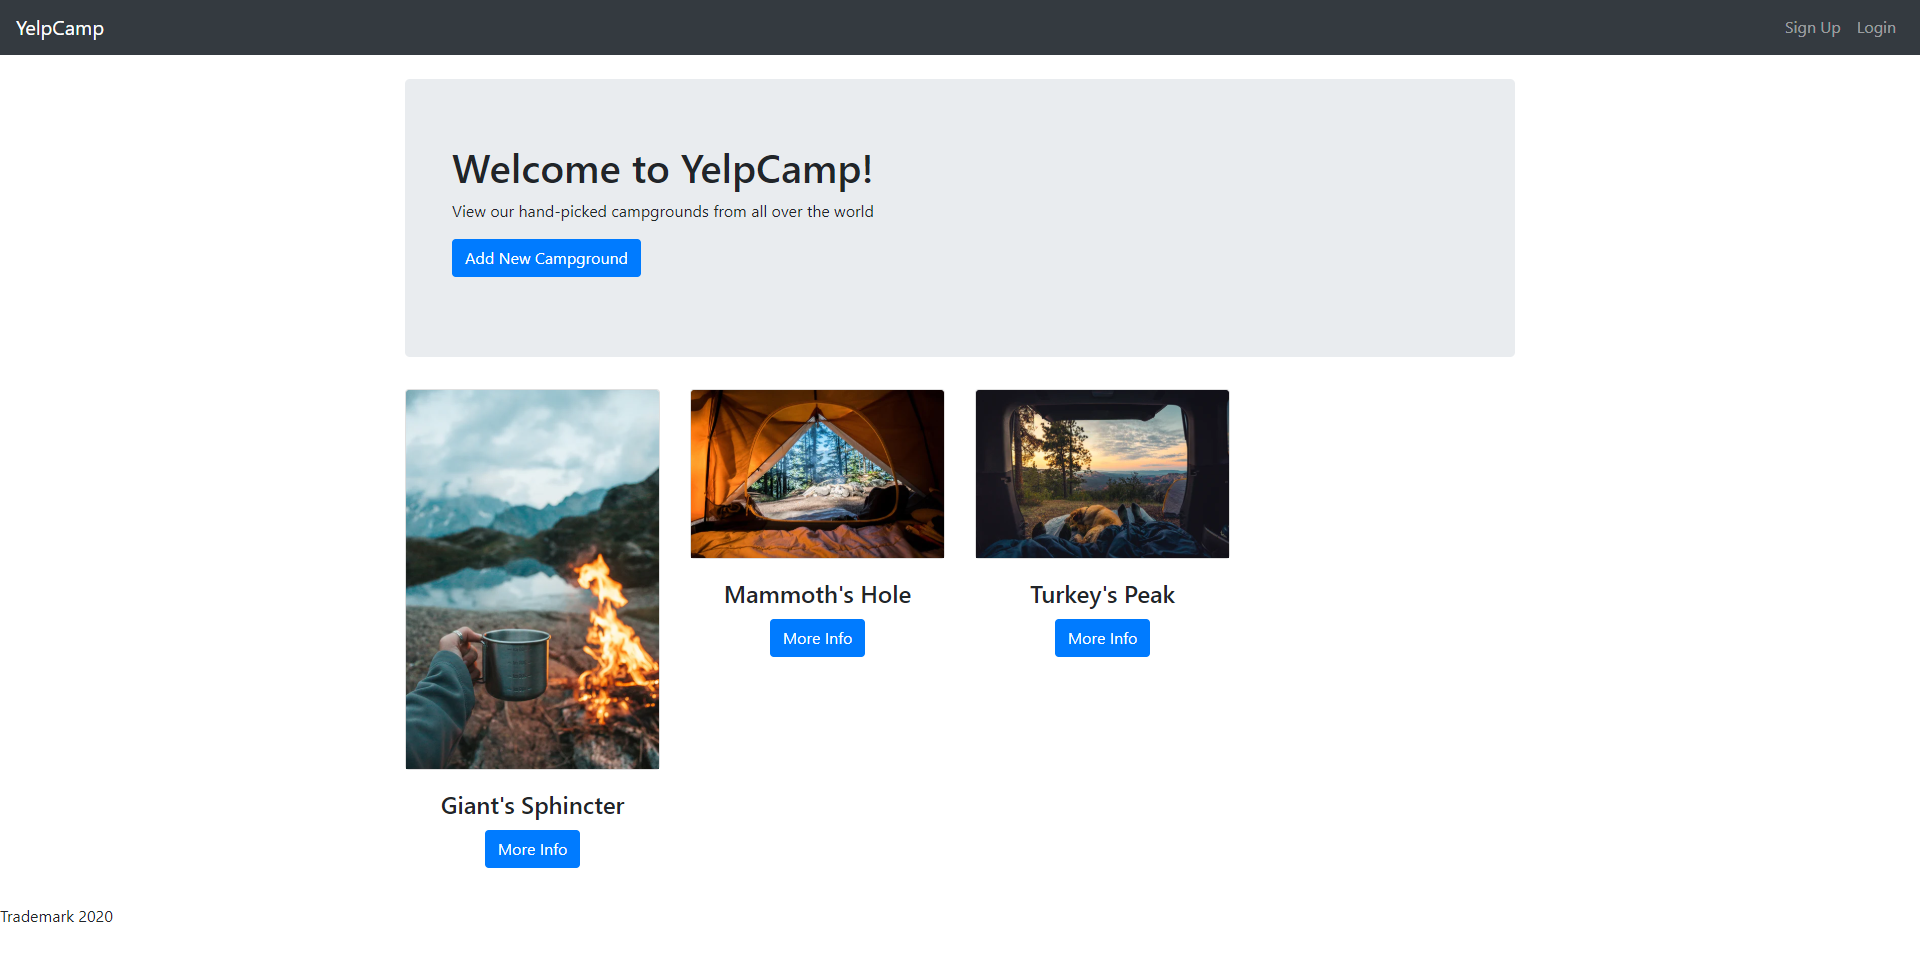 YelpCamp
Sign Up
Login
Welcome to YelpCamp!
View our hand-picked campgrounds from all over the world
Add New Campground
Mammoth's Hole
More Info
Turkey's Peak
More Info
Giant's Sphincter
More Info
Trademark 2020